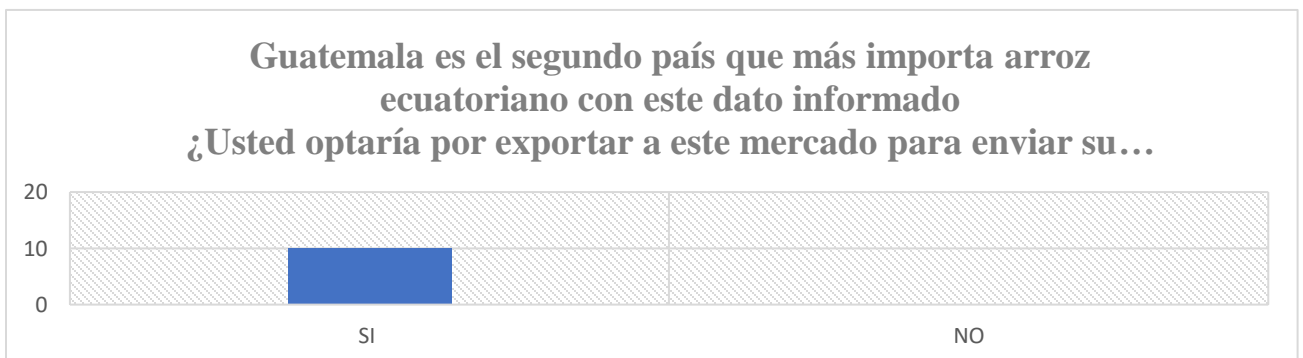 Guatemala es el segundo país que más importa arroz
ecuatoriano con este dato informado
¿Usted optaría por exportar a este mercado para enviar su…
20
10
0
SI
NO